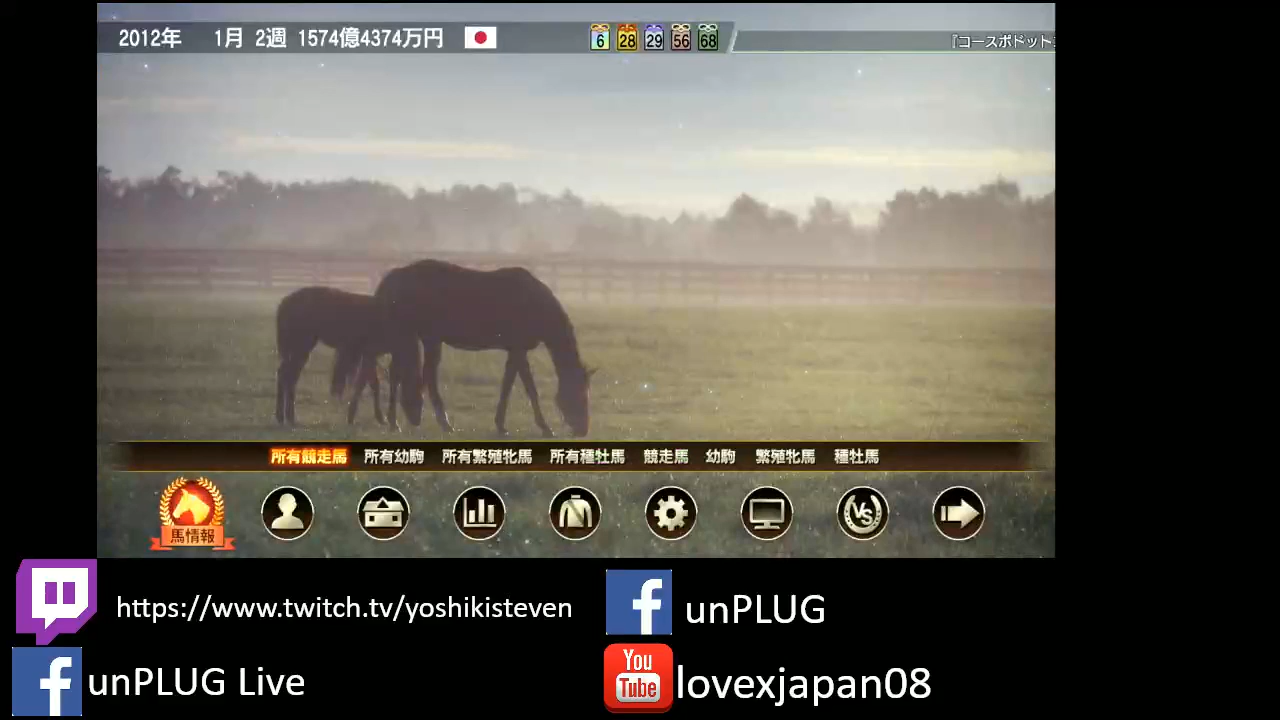 2012年 1月 2週 1574億4374万円 6 28 29 56 68 『コースポドット
所有競走馬 所有幼駒 所有繁殖牝馬 所有種牡馬 競走馬 幼駒 繁殖牝馬 種牡馬
馬情報 VS
https://www.twitch.tv/yoshikisteven unPLUG
unPLUG Live You Tube lovexjapan08